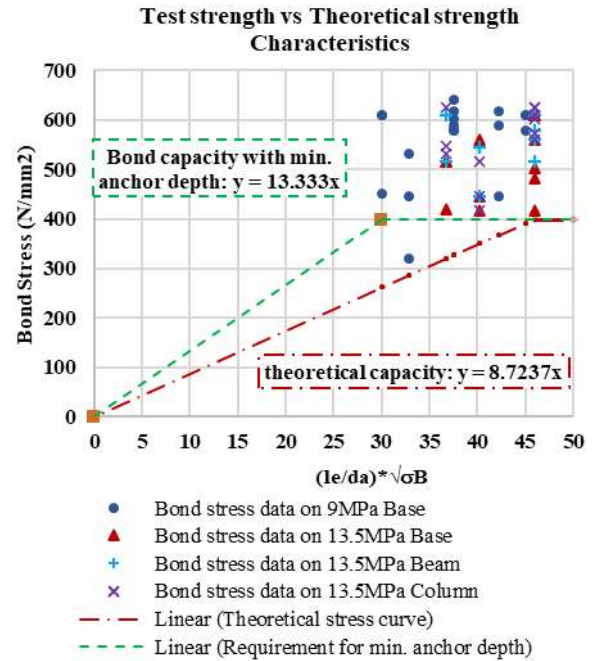 Test strength vs Theoretical strength
Characteristics
700
600
500
400
300
200
100
0
Bond Stress (N/mm2)
Bond capacity with min.
anchor depth: y = 13.333x
theoretical capacity: y = 8.7237x
0 5 10 15 20 25 30 35 40 45 50
(le/da)*√σB
Bond stress data on 9MPa Base
Bond stress data on 13.5MPa Base
Bond stress data on 13.5MPa Beam
Bond stress data on 13.5MPa Column
Linear (Theoretical stress curve)
Linear (Requirement for min. anchor depth)